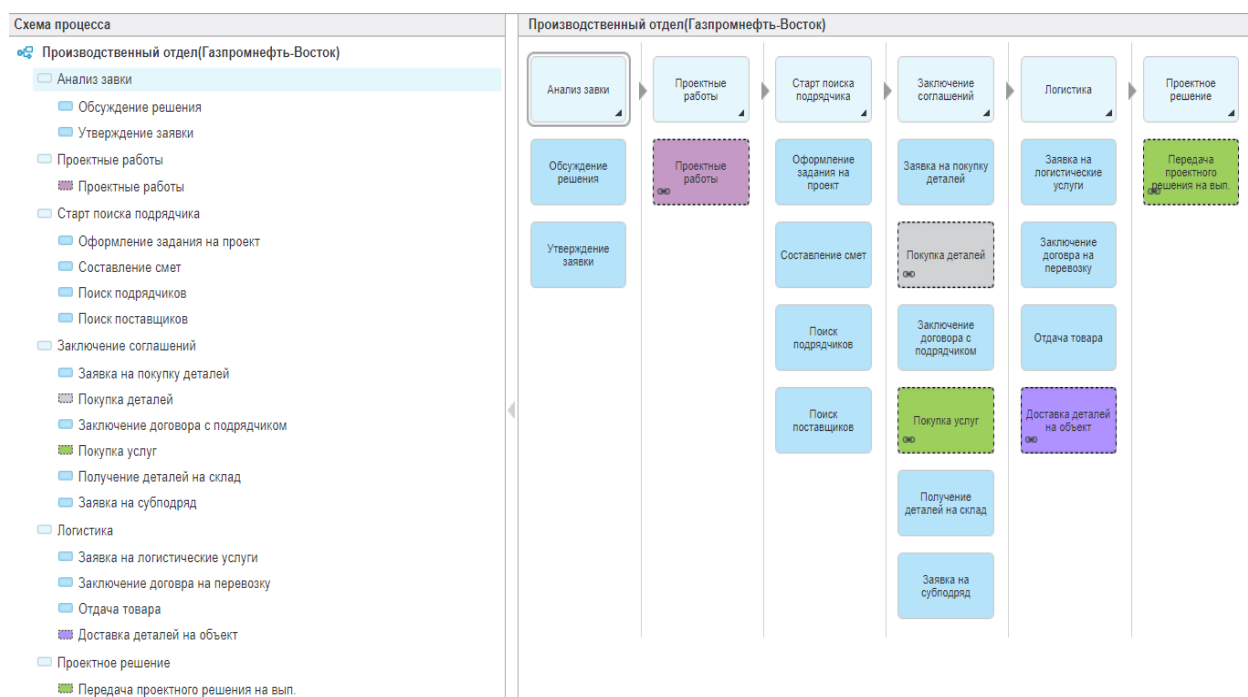 Схема процесса
Производственный отдел(Газпромнефть-Восток)
Анализ завки
Обсуждение решения
Утверждение заявки
Проектные работы
Проектные работы
Старт поиска подрядчика
Оформление задания на проект
Составление смет
Поиск подрядчиков
Поиск поставщиков
Заключение соглашений
Заявка на покупку деталей
Покупка деталей
Заключение договора с подрядчиком
Покупка услуг
Получение деталей на склад
Заявка на субподряд
Логистика
Заявка на логистические услуги
Заключение договра на перевозку
Отдача товара
Доставка деталей на объект
Проектное решение
Передача проектного решения на вып.
Производственный отдел(Газпромнефть-Восток)
Анализ завки
Обсуждение
решения
Утверждение
заявки
Проектные
работы
Проектные
работы
Старт поиска
подрядчика
Оформление
задания на
проект
Составление смет
Поиск
подрядчиков
Поиск
поставщиков
Заключение
соглашений
Заявка на покупку
деталей
Покупка деталей
Заключение
договора с
подрядчиком
Покупка услуг
Получение
деталей на склад
Заявка на
субподряд
Логистика
Заявка на
логистические
услуги
Заключение
договра на
перевозку
Отдача товара
Доставка деталей
на объект
Проектное
решение
Передача
проектного
решения на вып.